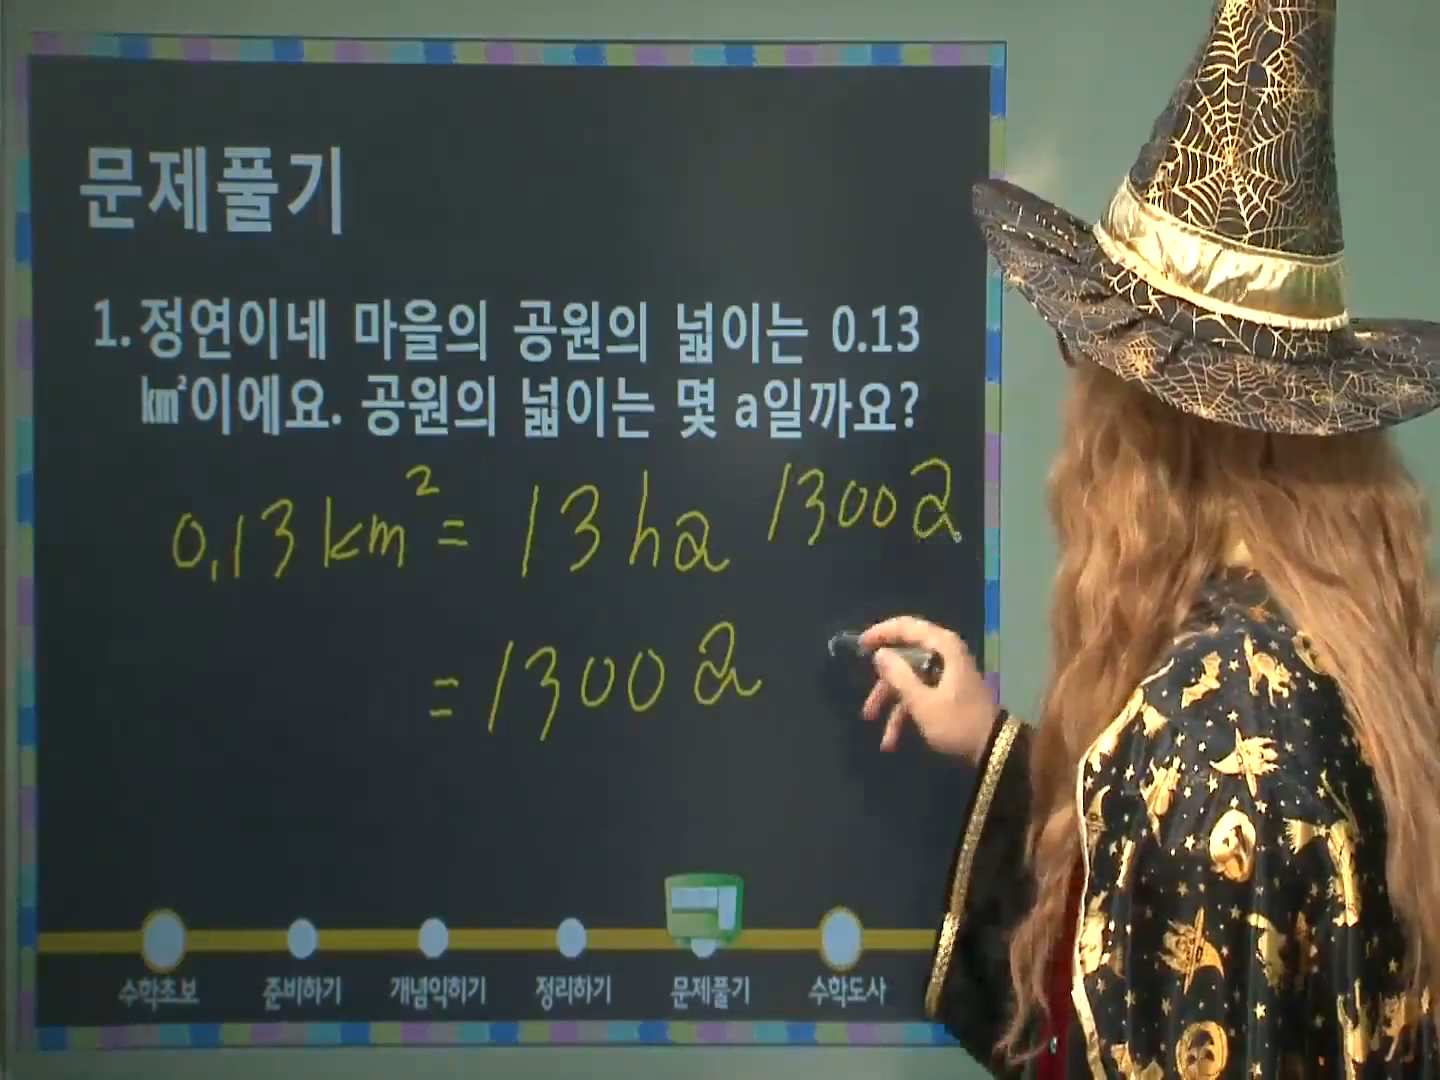 문제풀기
1. 정연이네 마을의 공원의 넓이는 0.13
㎢이에요. 공원의 넓이는 몇 a일까요?
0.13 km² = 13 ha 1300a
= 1300 a
수학초보 준비하기 개념익히기 정리하기 문제풀기 수학도사